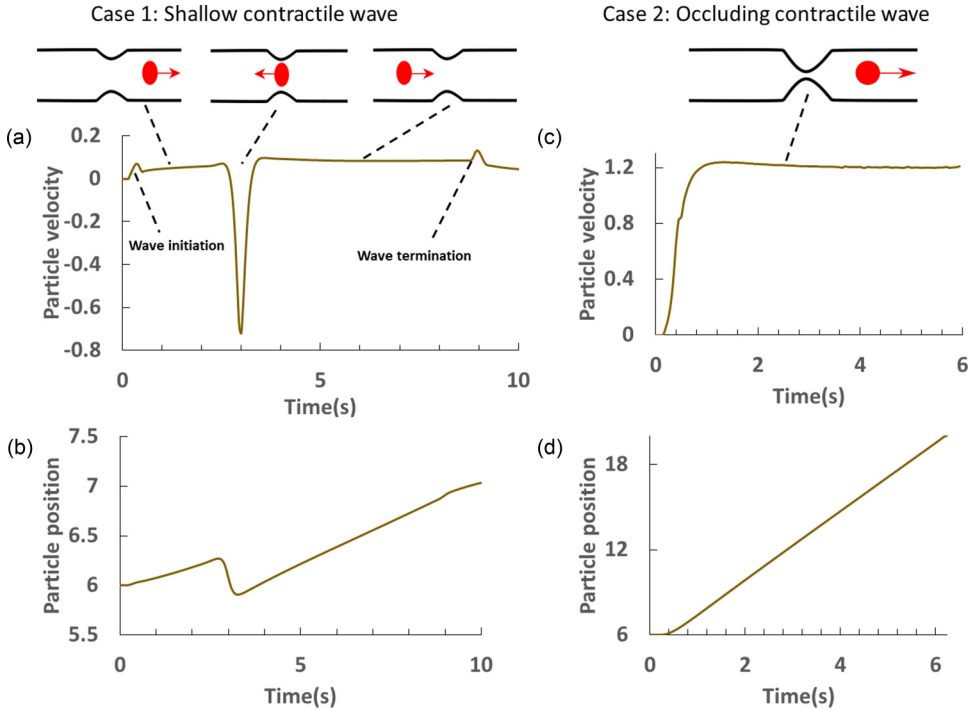 Case 1: Shallow contractile wave
Case 2: Occluding contractile wave
(a)
Particle velocity
0.2
0
-0.2
-0.4
-0.6
-0.8
Wave initiation
Wave termination
0
5
10
Time(s)
(c)
Particle velocity
1.2
0.8
0.4
0
0
2
4
6
Time(s)
(b)
Particle position
7.5
7
6.5
6
5.5
0
5
10
Time(s)
(d)
Particle position
18
12
6
0
2
4
6
Time(s)